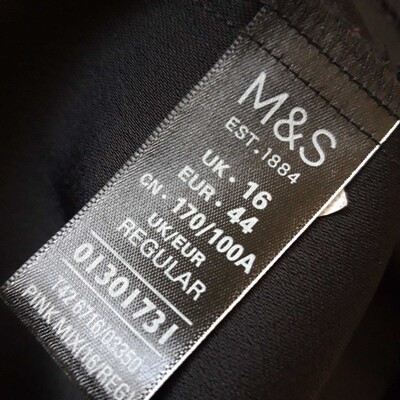 M&S
EST. 1884
UK · 16
EUR · 44
CN · 170/100A
UK/EUR
REGULAR
01301731
T42 6716/0335D
PINK MIX/16/REG